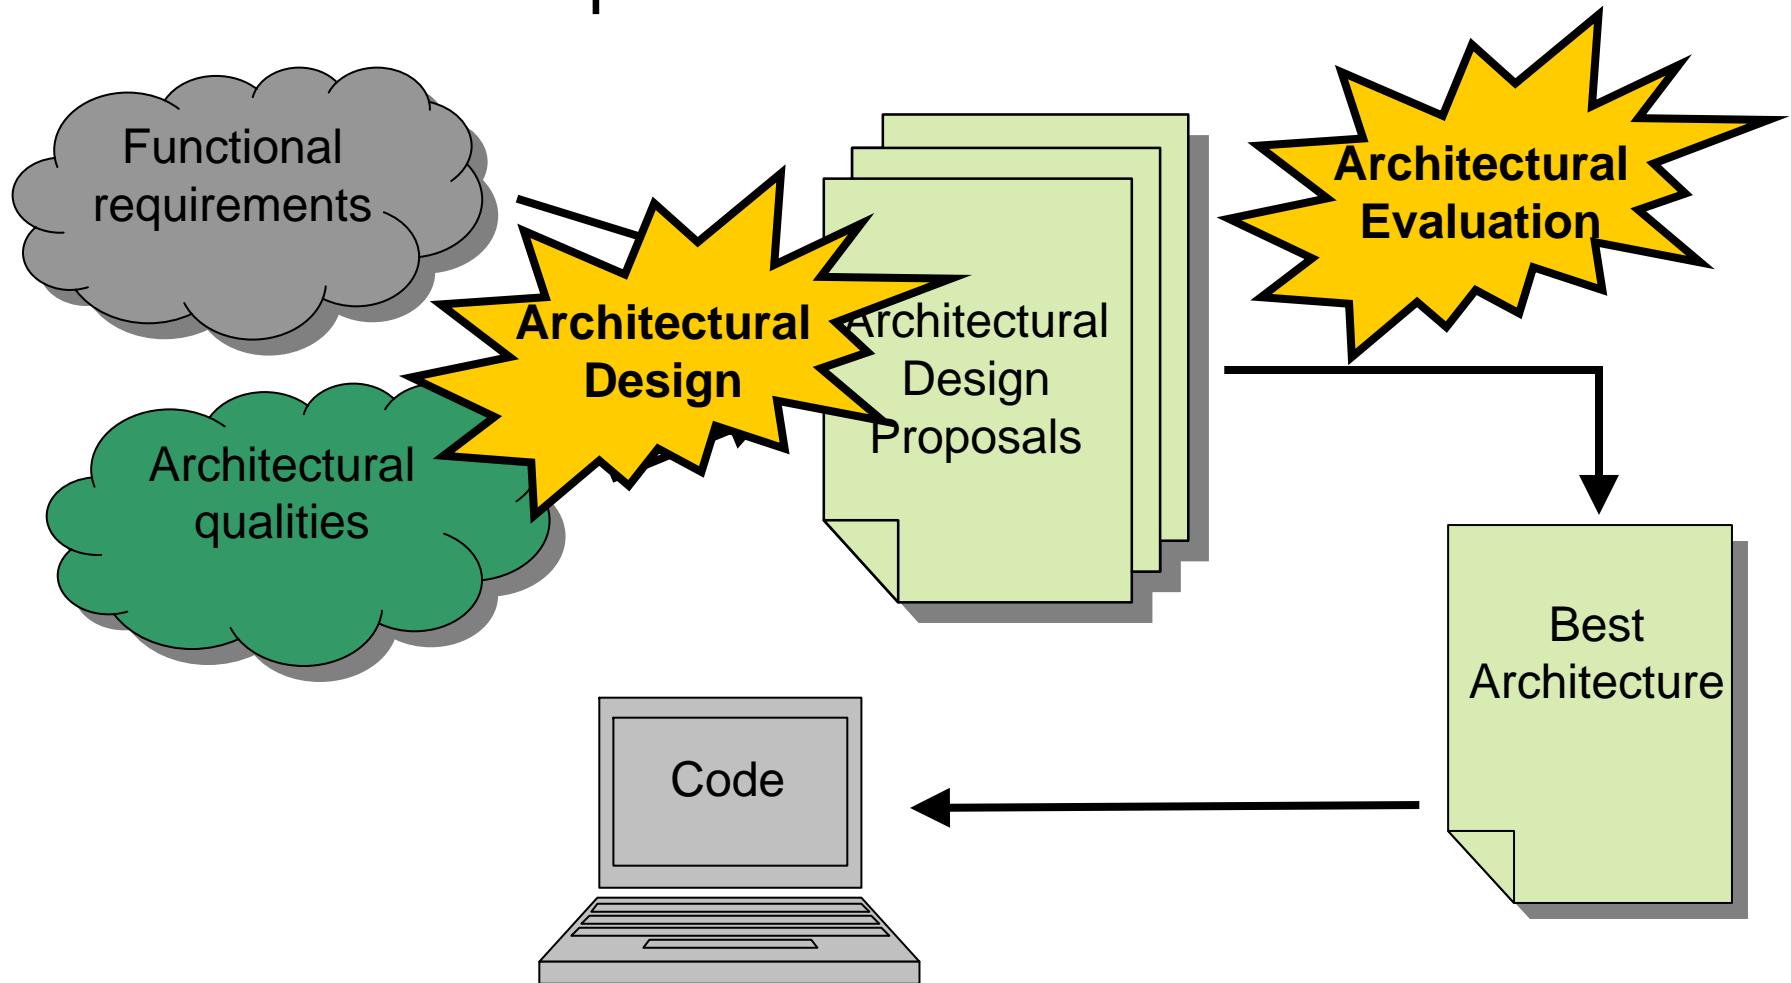 Functional
requirements
Architectural
qualities
Architectural
Design
Architectural
Design
Proposals
Architectural
Evaluation
Best
Architecture
Code